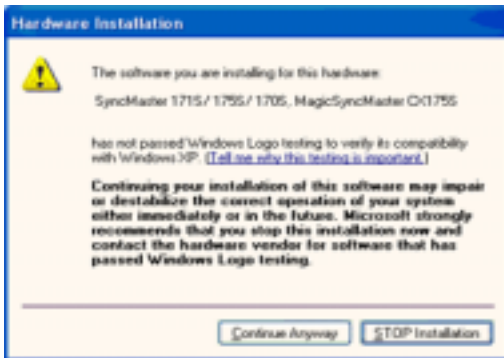 Hardware Installation
The software you are installing for this hardware:
SyncMaster 171S/ 175S/ 170S, MagicSyncMaster CX175S
has not passed Windows Logo testing to verify its compatibility
with Windows XP. (Tell me why this testing is important.)
Continuing your installation of this software may impair
or destabilize the correct operation of your system
either immediately or in the future. Microsoft strongly
recommends that you stop this installation now and
contact the hardware vendor for software that has
passed Windows Logo testing.
Continue Anyway
STOP Installation